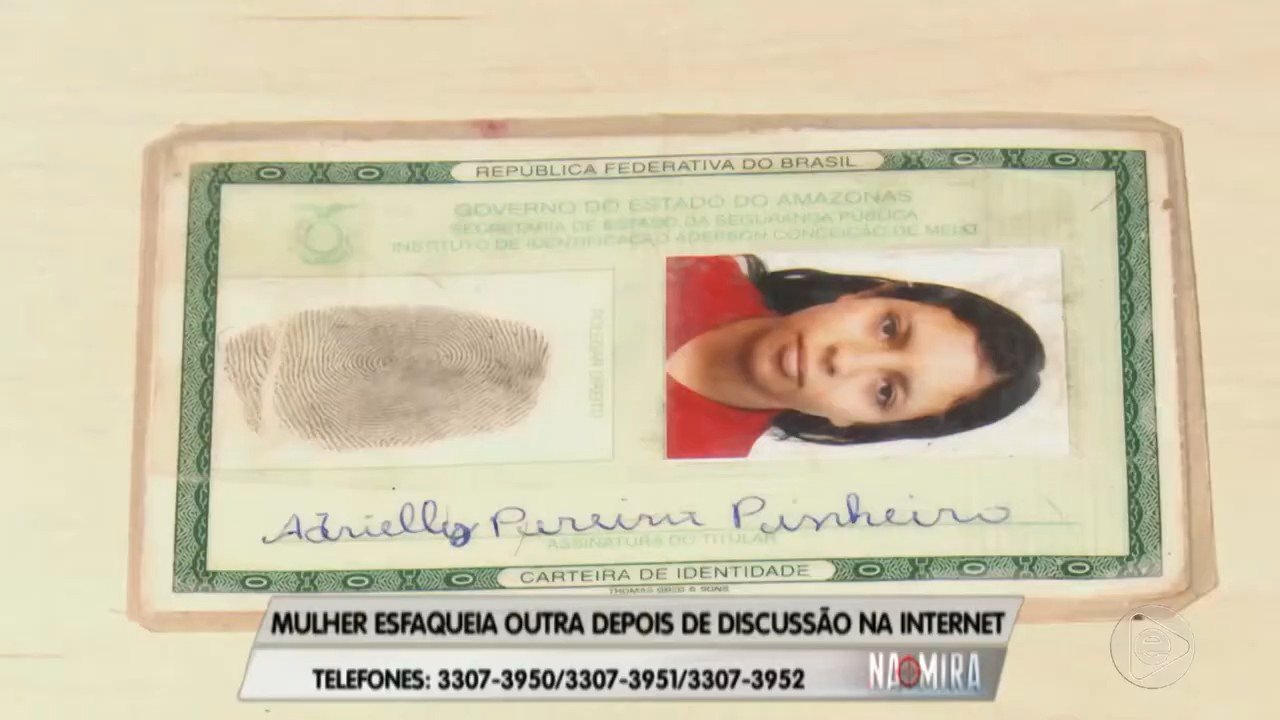 REPÚBLICA FEDERATIVA DO BRASIL
GOVERNO DO ESTADO DO AMAZONAS
SECRETARIA DE ESTADO DA SEGURANÇA PÚBLICA
INSTITUTO DE IDENTIFICAÇÃO ADERSON CONCEIÇÃO DE MELO
POLEGAR DIREITO
Adrielly Pereira Pinheiro
ASSINATURA DO TITULAR
CARTEIRA DE IDENTIDADE
THOMAS GREG & SONS
MULHER ESFAQUEIA OUTRA DEPOIS DE DISCUSSÃO NA INTERNET
TELEFONES: 3307-3950/3307-3951/3307-3952
NA MIRA